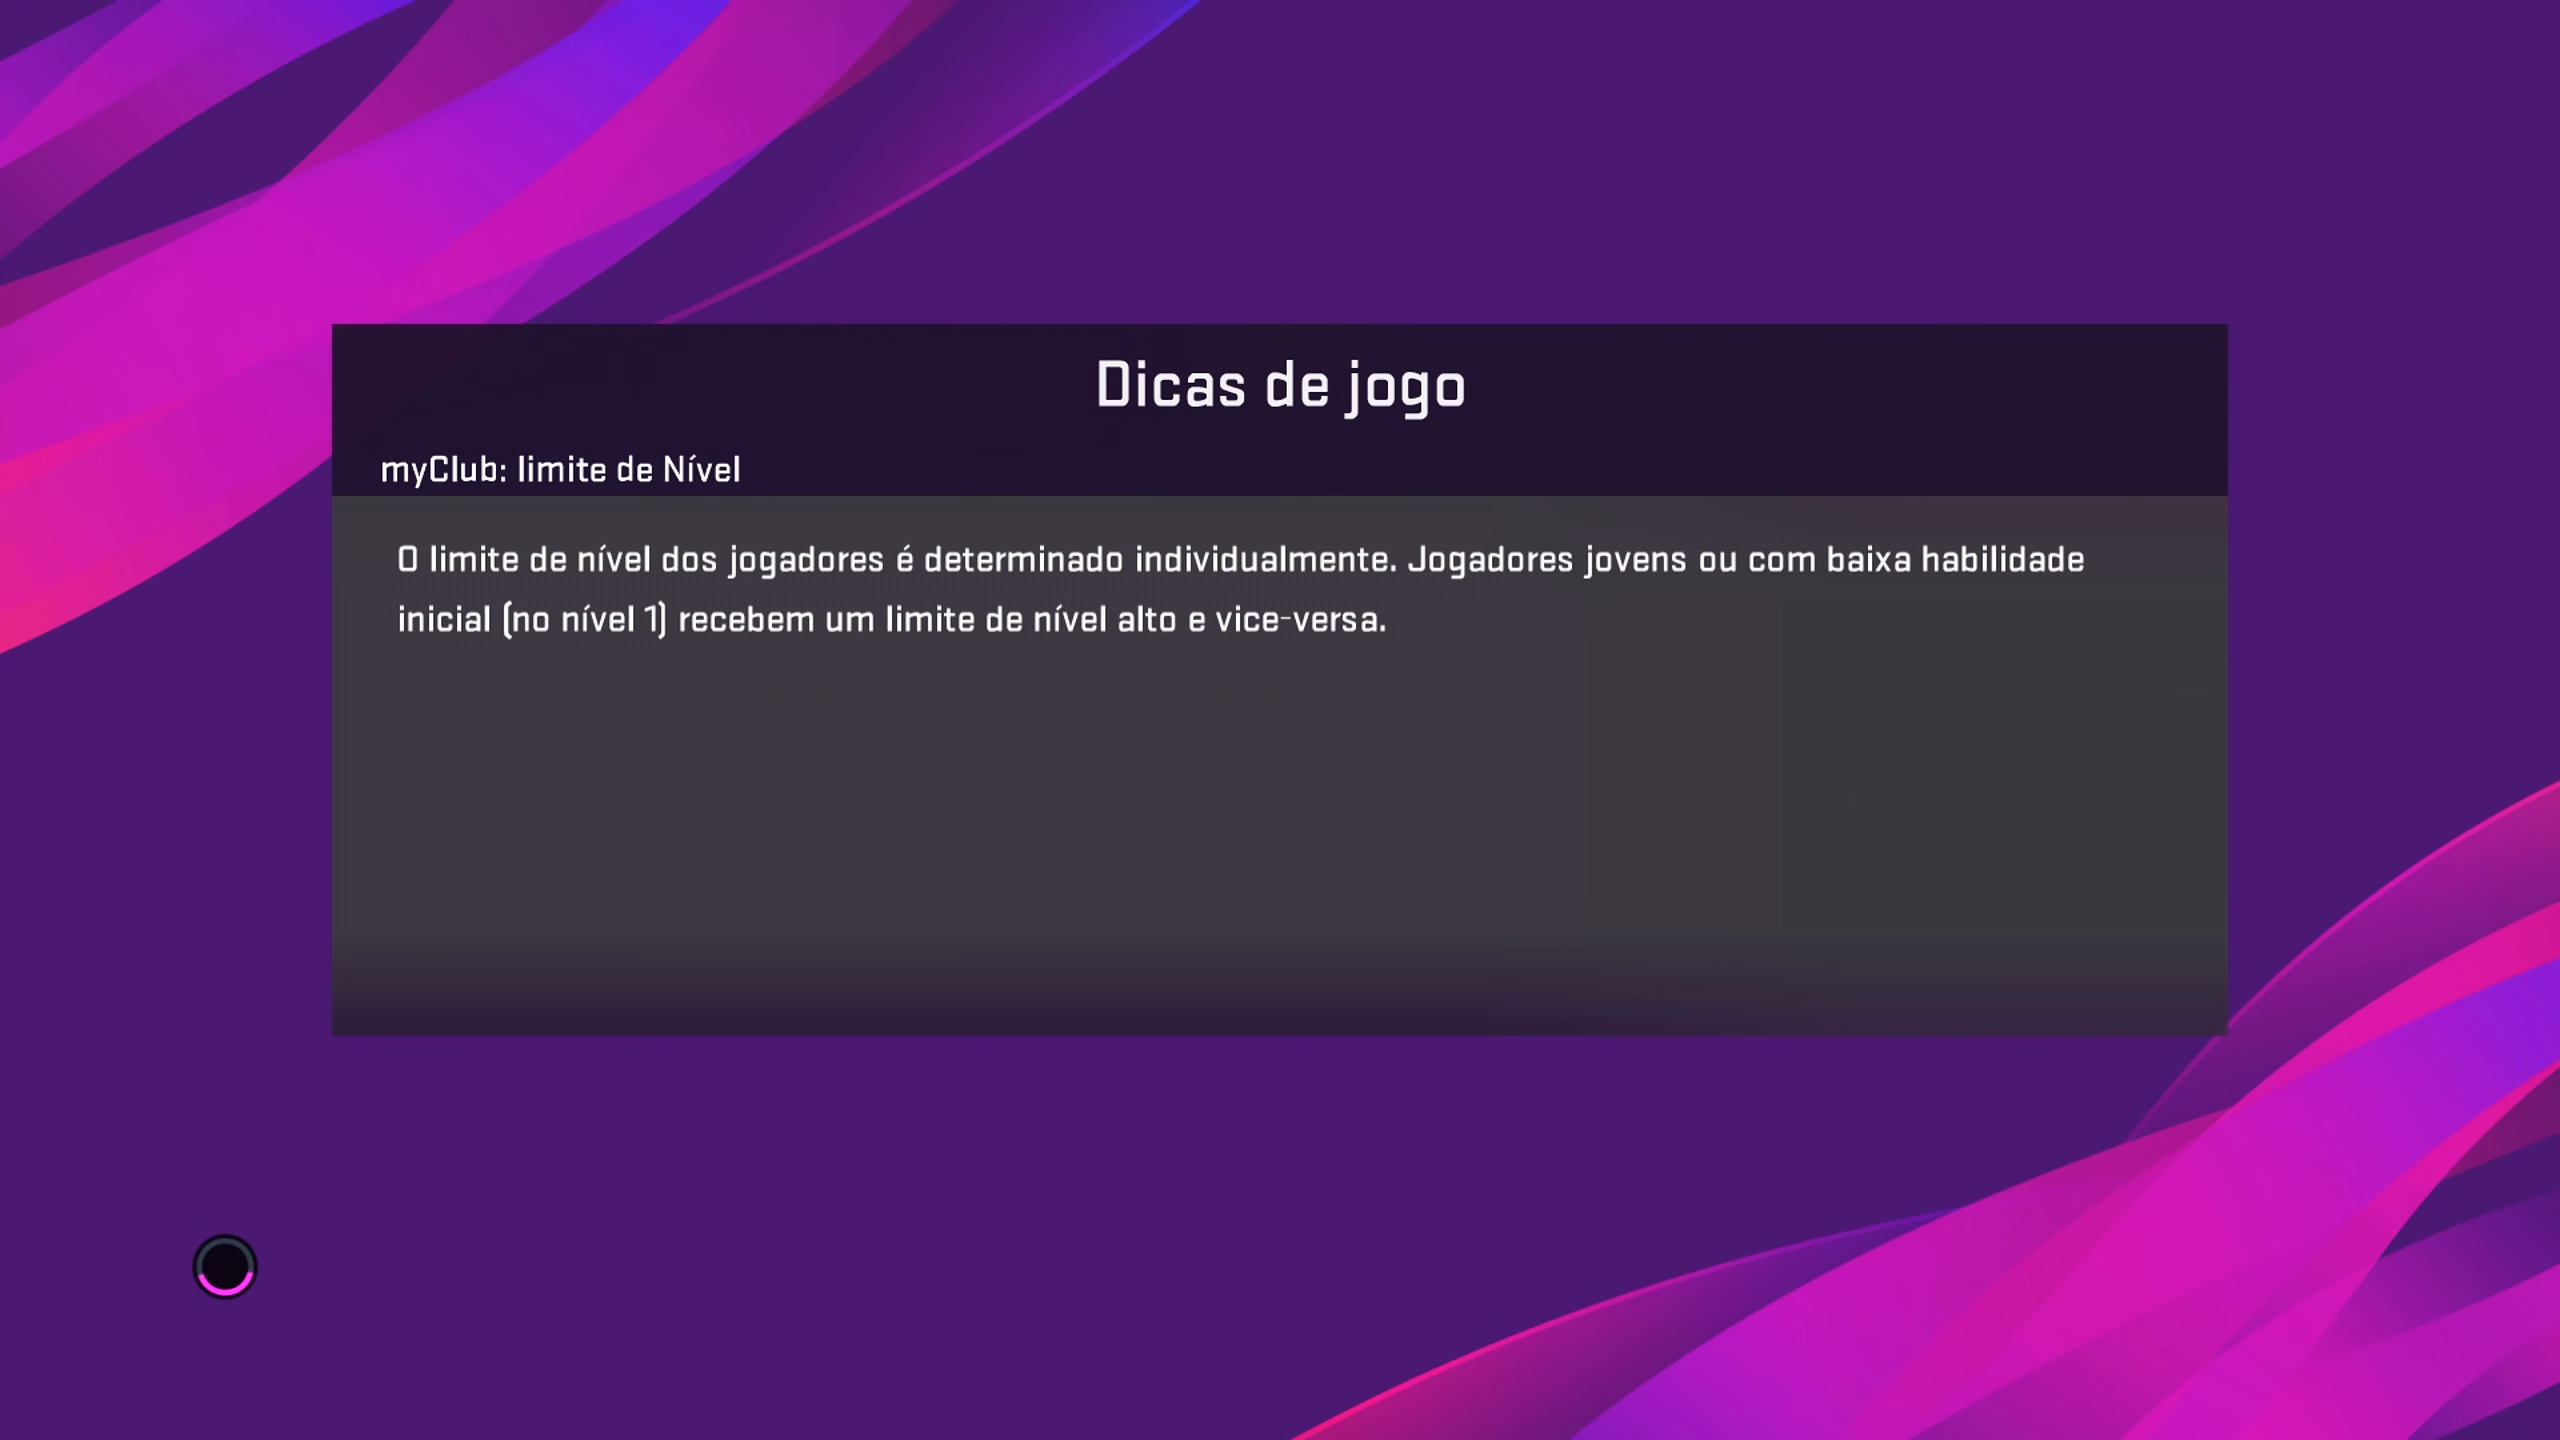 Dicas de jogo
myClub: limite de Nível
O limite de nível dos jogadores é determinado individualmente. Jogadores jovens ou com baixa habilidade
inicial (no nível 1) recebem um limite de nível alto e vice-versa.